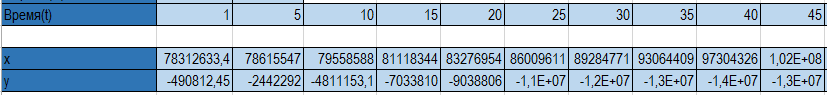 Время(t) 1 5 10 15 20 25 30 35 40 45
x 78312633,4 78615547 79558588 81118344 83276954 86009611 89284771 93064409 97304326 1,02E+08
y -490812,45 -2442292 -4811153,1 -7033810 -9038806 -1,1E+07 -1,2E+07 -1,3E+07 -1,4E+07 -1,3E+07